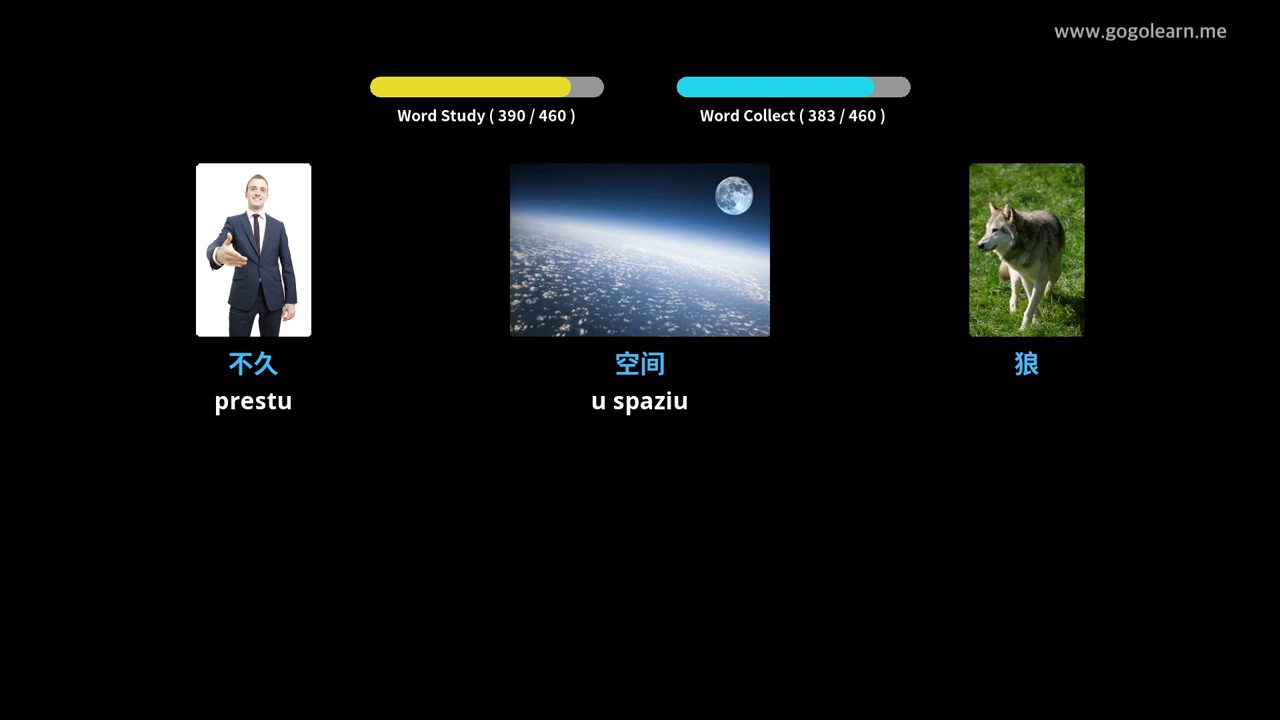 www.gogolearn.me
Word Study ( 390 / 460 )
Word Collect ( 383 / 460 )
不久
空间
狼
prestu
u spaziu